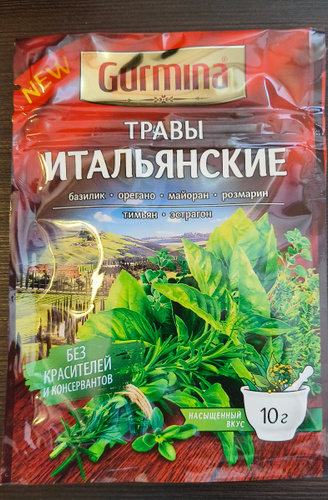 NEW
Gurmina
ТРАВЫ
ИТАЛЬЯНСКИЕ
базилик · орегано · майоран · розмарин
тимьян · эстрагон
БЕЗ
КРАСИТЕЛЕЙ
И КОНСЕРВАНТОВ
НАСЫЩЕННЫЙ
ВКУС
10 г